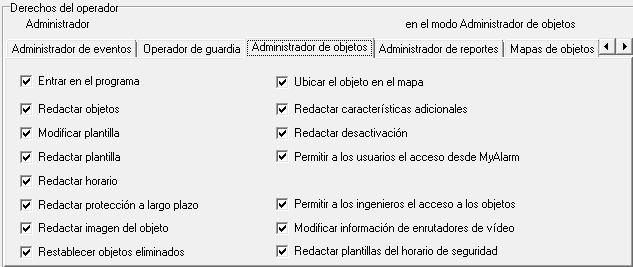 Derechos del operador
Administrador en el modo Administrador de objetos
Administrador de eventos Operador de guardia Administrador de objetos Administrador de reportes Mapas de objetos
Entrar en el programa Ubicar el objeto en el mapa
Redactar objetos Redactar características adicionales
Modificar plantilla Redactar desactivación
Redactar plantilla Permitir a los usuarios el acceso desde MyAlarm
Redactar horario
Redactar protección a largo plazo Permitir a los ingenieros el acceso a los objetos
Redactar imagen del objeto Modificar información de enrutadores de vídeo
Restablecer objetos eliminados Redactar plantillas del horario de seguridad